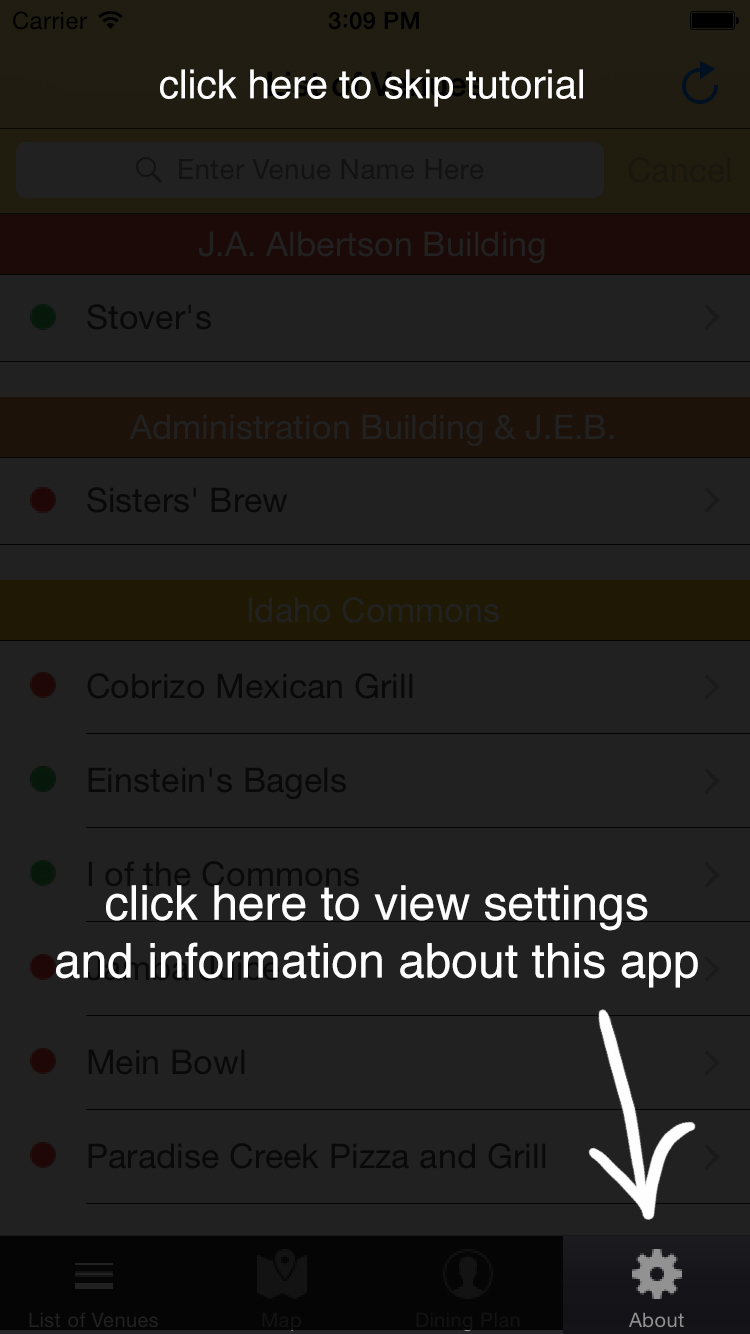 Carrier 3:09 PM
click here to skip tutorial
Enter Venue Name Here Cancel
J.A. Albertson Building
Stover's
Administration Building & J.E.B.
Sisters' Brew
Idaho Commons
Cobrizo Mexican Grill
Einstein's Bagels
I of the Commons
click here to view settings
and information about this app
Mein Bowl
Paradise Creek Pizza and Grill
List of Venues Map Dining Plan About